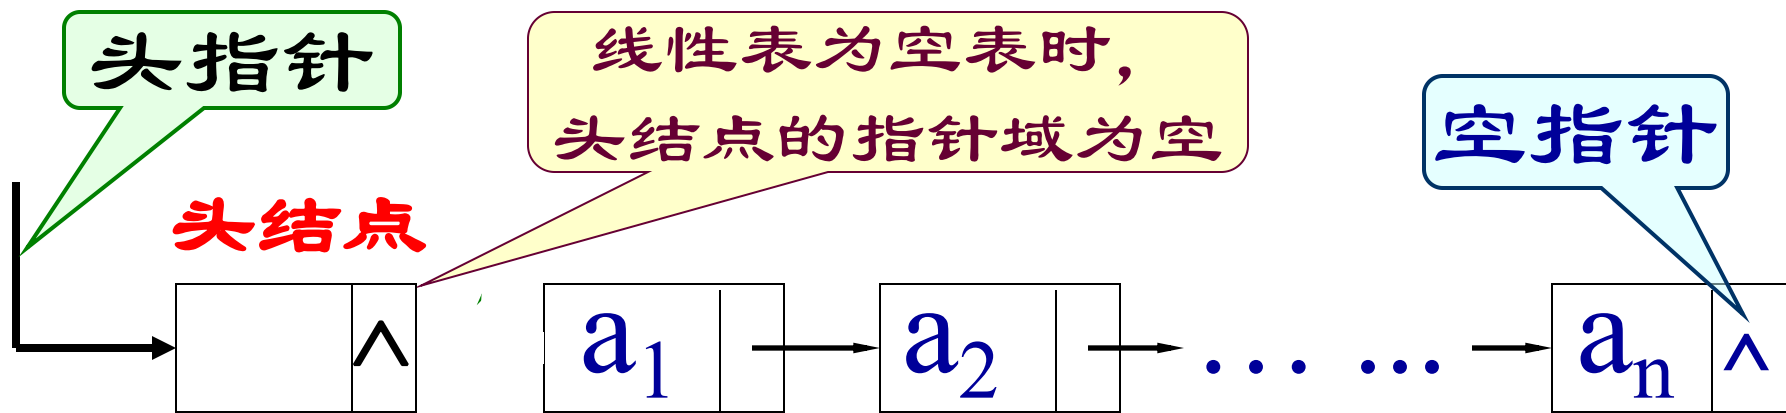 头指针
线性表为空表时，
头结点的指针域为空
空指针
头结点
∧ a1 a2 … … an ∧